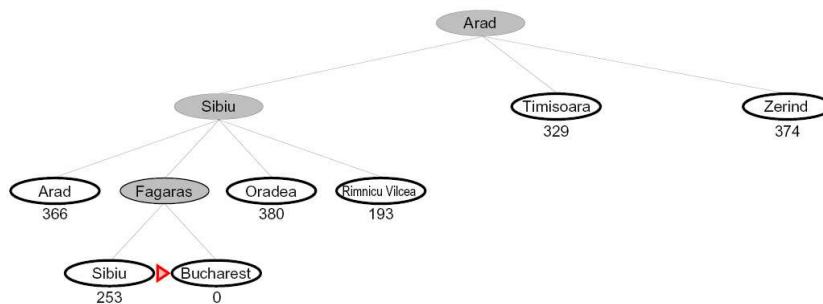 Arad
Sibiu
Timisoara
Zerind
329
374
Arad
Fagaras
Oradea
Rimnicu Vilcea
366
380
193
Sibiu
Bucharest
253
0